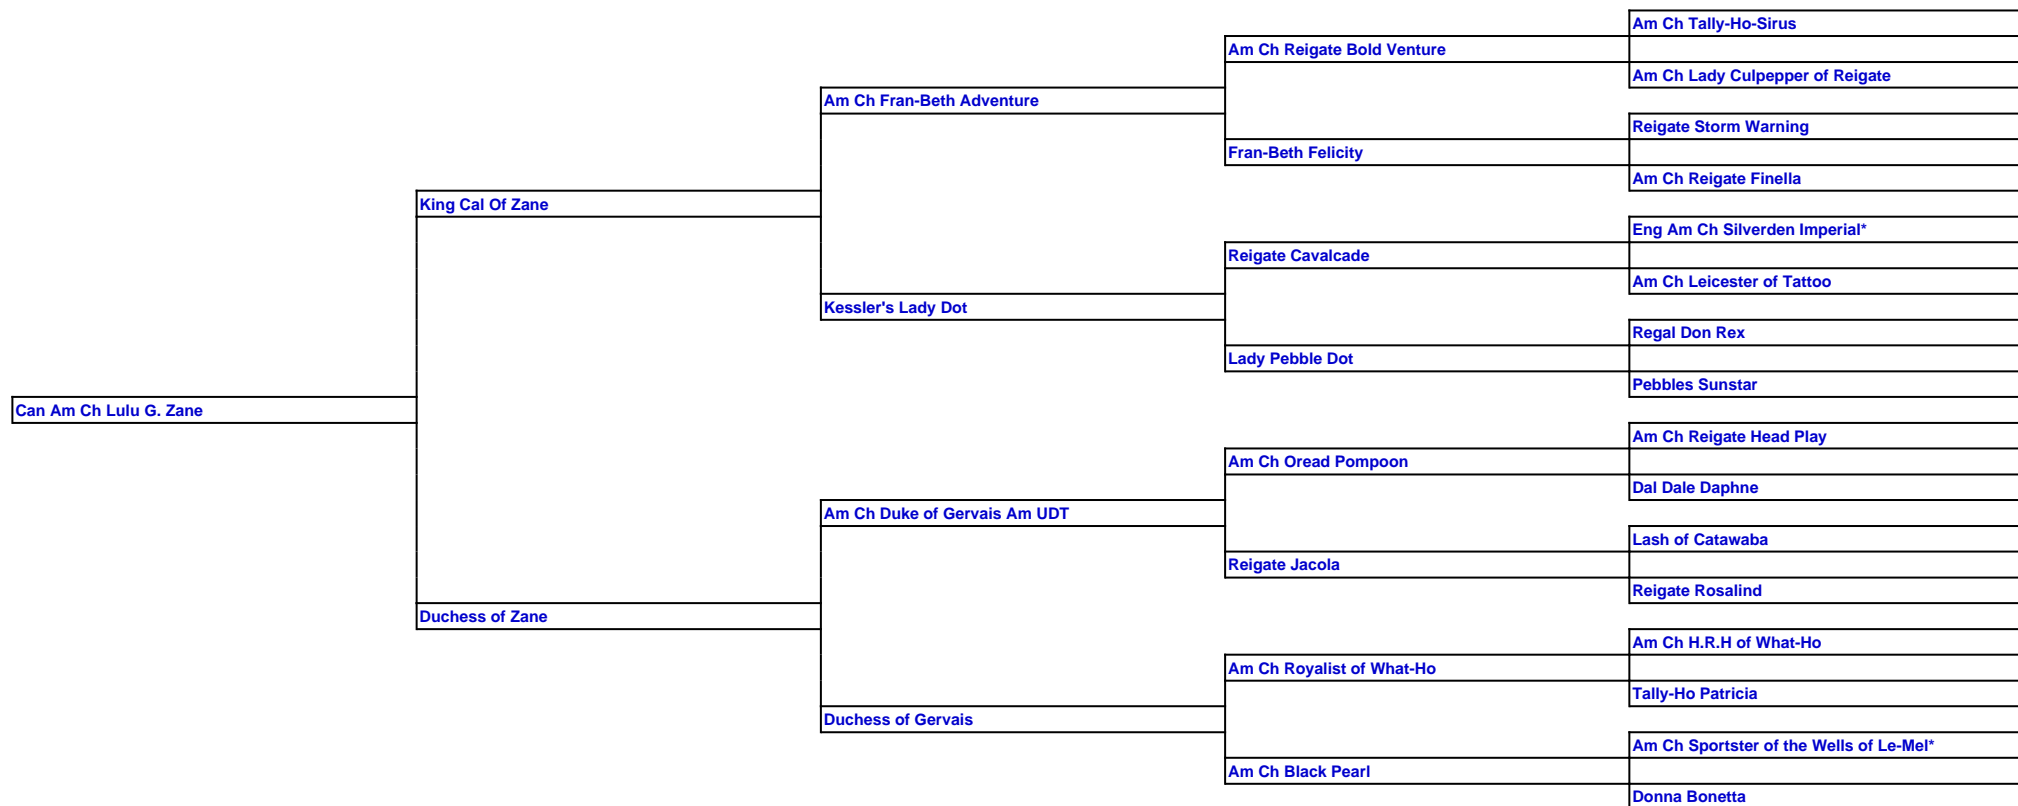 Am Ch Tally-Ho-Sirus
Am Ch Reigate Bold Venture
Am Ch Lady Culpepper of Reigate
Am Ch Fran-Beth Adventure
Reigate Storm Warning
Fran-Beth Felicity
Am Ch Reigate Finella
King Cal Of Zane
Eng Am Ch Silverden Imperial*
Reigate Cavalcade
Am Ch Leicester of Tattoo
Kessler's Lady Dot
Regal Don Rex
Lady Pebble Dot
Pebbles Sunstar
Can Am Ch Lulu G. Zane
Am Ch Reigate Head Play
Am Ch Oread Pompoon
Dal Dale Daphne
Am Ch Duke of Gervais Am UDT
Lash of Catawaba
Reigate Jacola
Reigate Rosalind
Duchess of Zane
Am Ch H.R.H of What-Ho
Am Ch Royalist of What-Ho
Tally-Ho Patricia
Duchess of Gervais
Am Ch Sportster of the Wells of Le-Mel*
Am Ch Black Pearl
Donna Bonetta